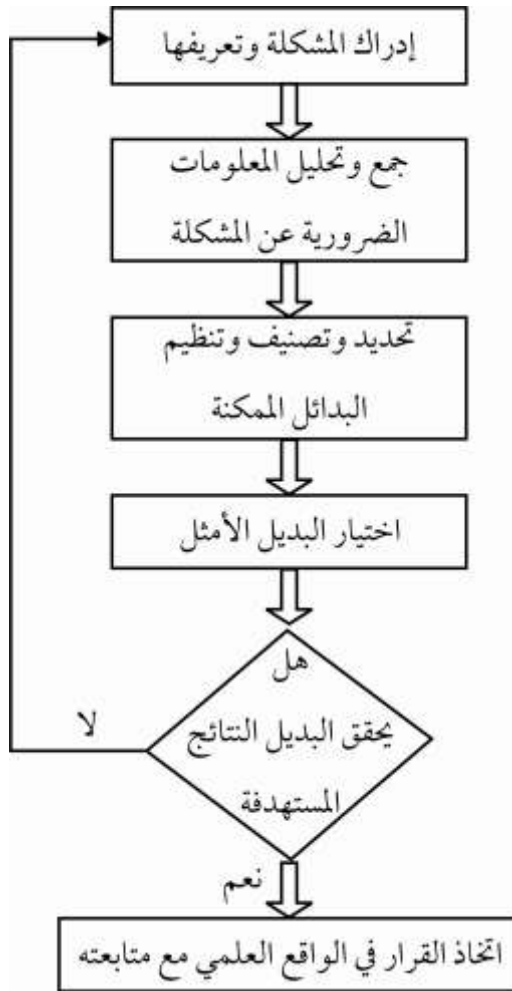 إدراك المشكلة وتعريفها
جمع وتحليل المعلومات
الضرورية عن المشكلة
تحديد وتصنيف وتنظيم
البدائل الممكنة
اختيار البديل الأمثل
هل
يحقق البديل النتائج
المستهدفة
لا
نعم
اتخاذ القرار في الواقع العلمي مع متابعته